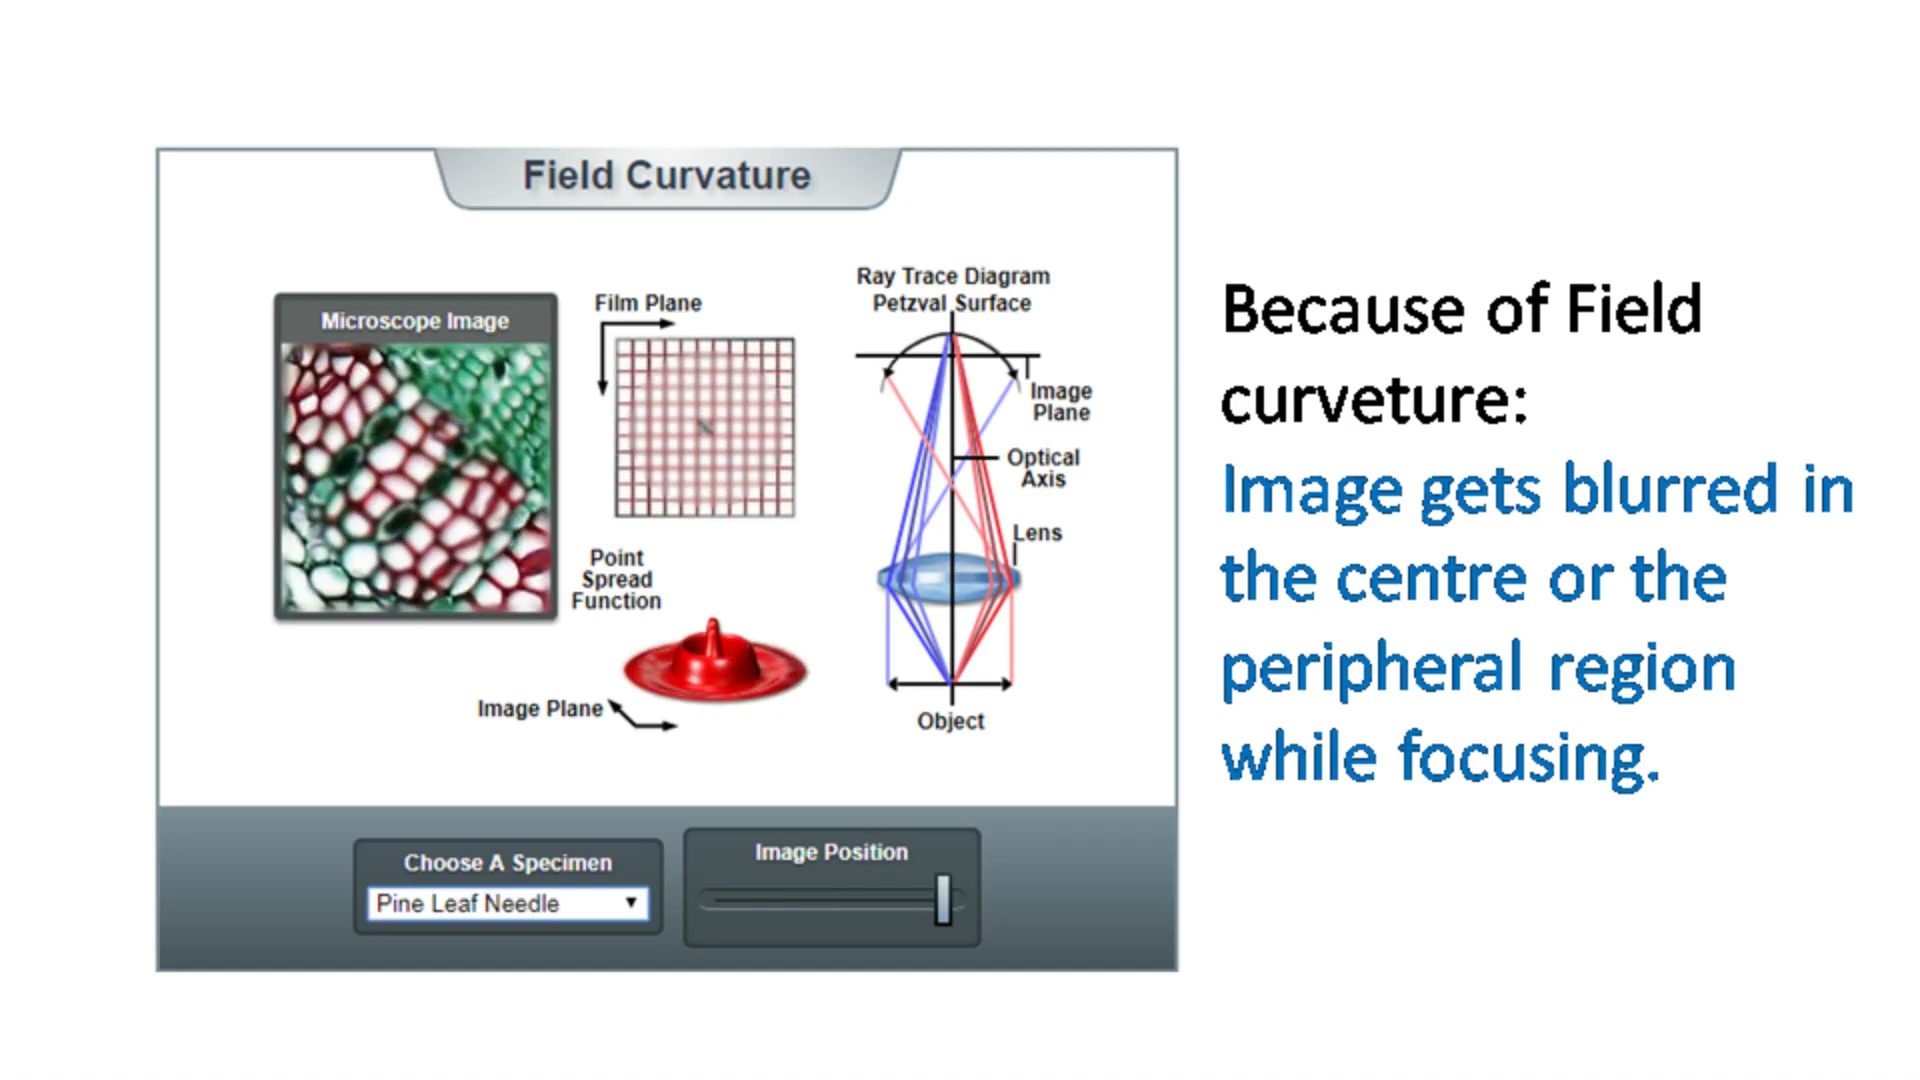 Field Curvature
Microscope Image
Film Plane
Point
Spread
Function
Image Plane
Ray Trace Diagram
Petzval Surface
Image
Plane
Optical
Axis
Lens
Object
Choose A Specimen
Pine Leaf Needle
Image Position
Because of Field
curveture:
Image gets blurred in
the centre or the
peripheral region
while focusing.